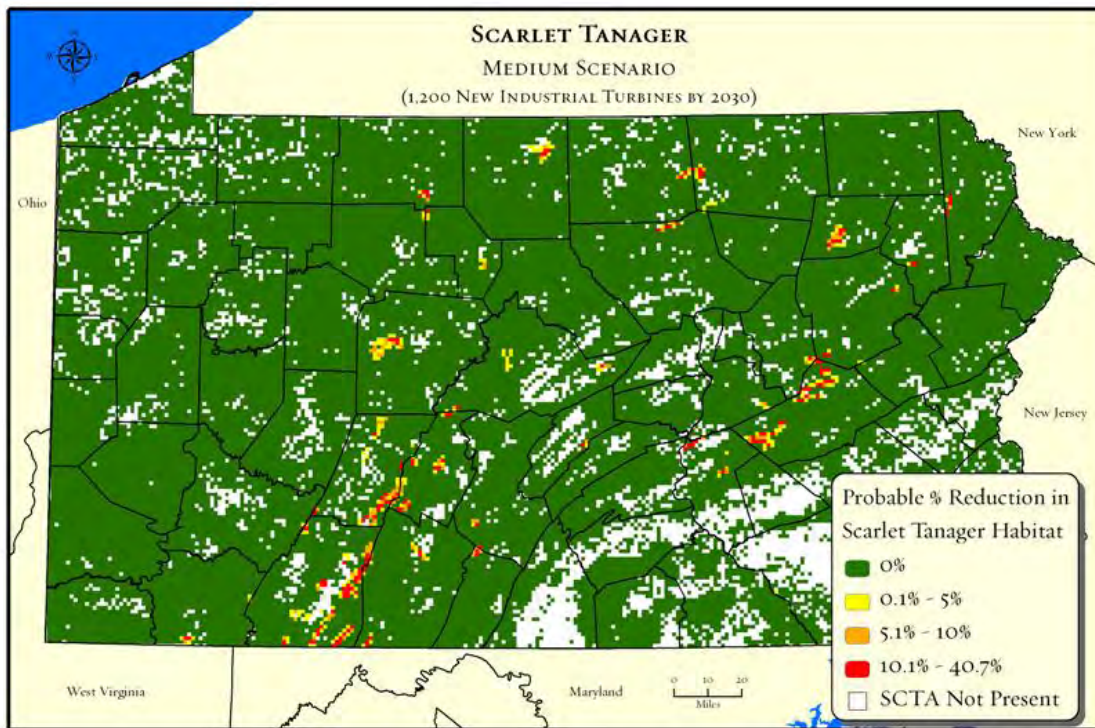 SCARLET TANAGER
MEDIUM SCENARIO
(1,200 NEW INDUSTRIAL TURBINES BY 2030)
New York
Ohio
New Jersey
Probable % Reduction in
Scarlet Tanager Habitat
0%
0.1% - 5%
5.1% - 10%
10.1% - 40.7%
SCTA Not Present
West Virginia
Maryland
0 10 20
Miles